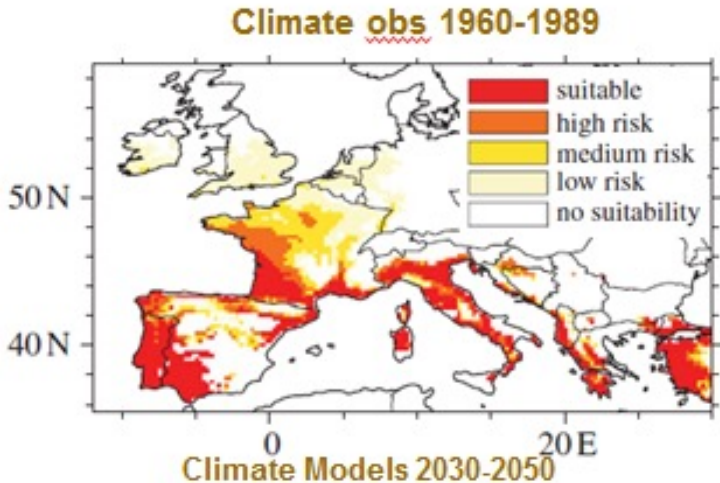 Climate obs 1960-1989
suitable
high risk
medium risk
low risk
no suitability
50 N
40 N
0
20 E
Climate Models 2030-2050